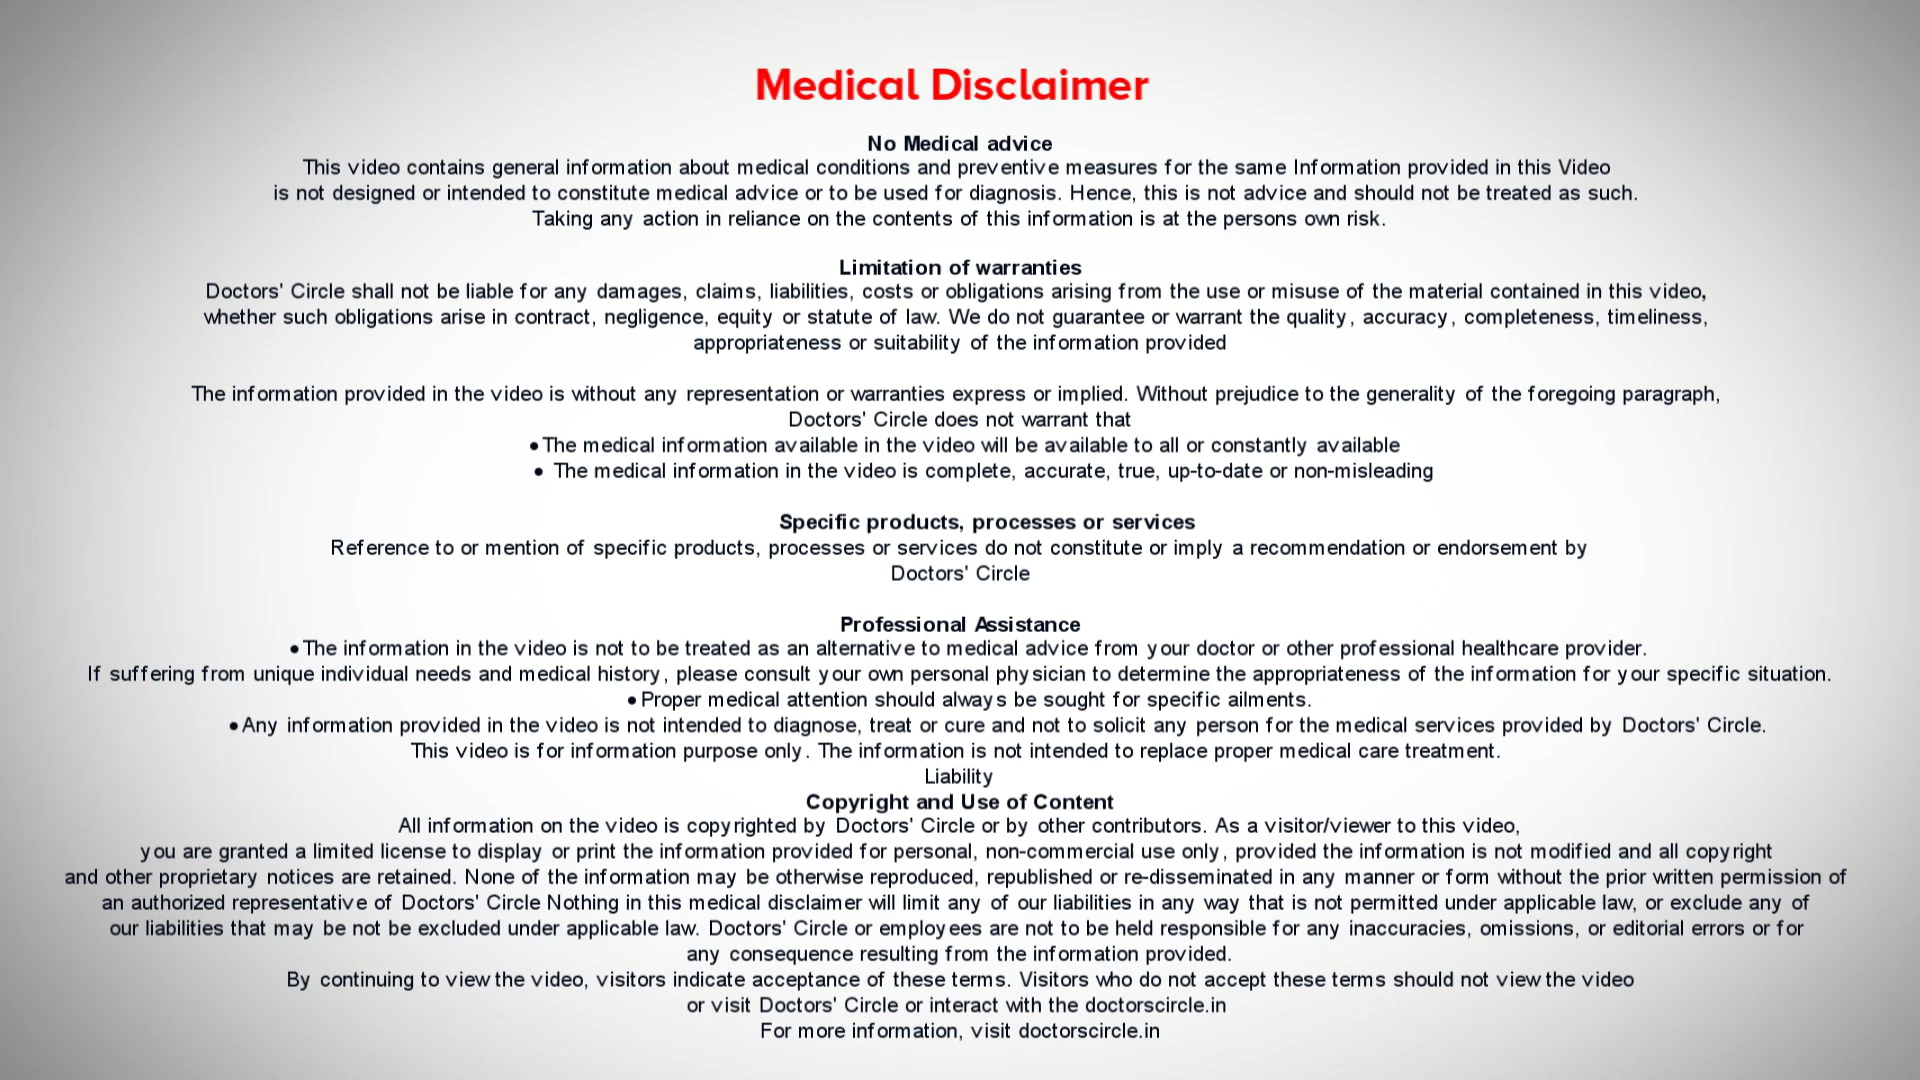 Medical Disclaimer
No Medical advice
This video contains general information about medical conditions and preventive measures for the same Information provided in this Video
is not designed or intended to constitute medical advice or to be used for diagnosis. Hence, this is not advice and should not be treated as such.
Taking any action in reliance on the contents of this information is at the persons own risk.
Limitation of warranties
Doctors' Circle shall not be liable for any damages, claims, liabilities, costs or obligations arising from the use or misuse of the material contained in this video,
whether such obligations arise in contract, negligence, equity or statute of law. We do not guarantee or warrant the quality, accuracy, completeness, timeliness,
appropriateness or suitability of the information provided
The information provided in the video is without any representation or warranties express or implied. Without prejudice to the generality of the foregoing paragraph,
Doctors' Circle does not warrant that
•The medical information available in the video will be available to all or constantly available
• The medical information in the video is complete, accurate, true, up-to-date or non-misleading
Specific products, processes or services
Reference to or mention of specific products, processes or services do not constitute or imply a recommendation or endorsement by
Doctors' Circle
Professional Assistance
•The information in the video is not to be treated as an alternative to medical advice from your doctor or other professional healthcare provider.
If suffering from unique individual needs and medical history, please consult your own personal physician to determine the appropriateness of the information for your specific situation.
•Proper medical attention should always be sought for specific ailments.
•Any information provided in the video is not intended to diagnose, treat or cure and not to solicit any person for the medical services provided by Doctors' Circle.
This video is for information purpose only. The information is not intended to replace proper medical care treatment.
Liability
Copyright and Use of Content
All information on the video is copyrighted by Doctors' Circle or by other contributors. As a visitor/viewer to this video,
you are granted a limited license to display or print the information provided for personal, non-commercial use only, provided the information is not modified and all copyright
and other proprietary notices are retained. None of the information may be otherwise reproduced, republished or re-disseminated in any manner or form without the prior written permission of
an authorized representative of Doctors' Circle Nothing in this medical disclaimer will limit any of our liabilities in any way that is not permitted under applicable law, or exclude any of
our liabilities that may be not be excluded under applicable law. Doctors' Circle or employees are not to be held responsible for any inaccuracies, omissions, or editorial errors or for
any consequence resulting from the information provided.
By continuing to view the video, visitors indicate acceptance of these terms. Visitors who do not accept these terms should not view the video
or visit Doctors' Circle or interact with the doctorscircle.in
For more information, visit doctorscircle.in